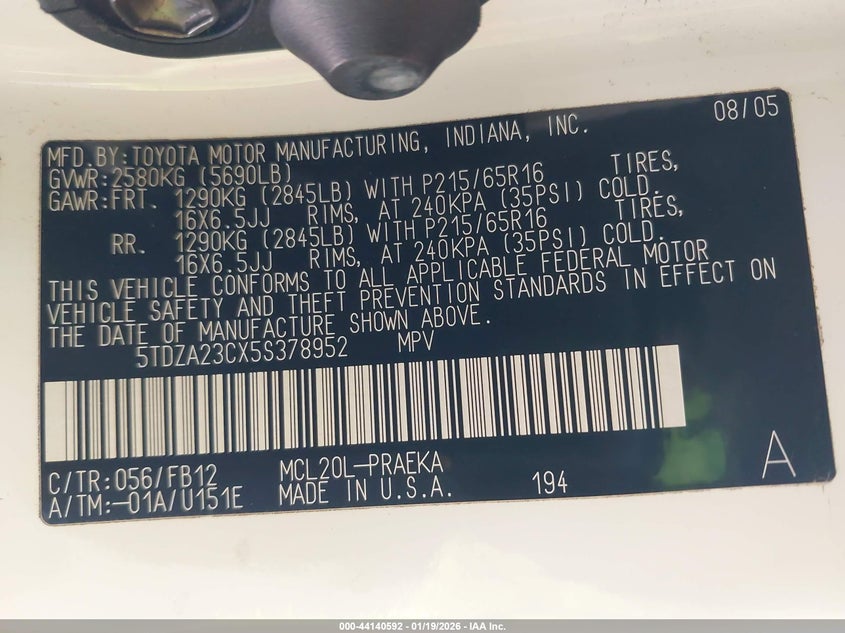 08/05
MFD.BY:TOYOTA MOTOR MANUFACTURING, INDIANA, INC.
GVWR:2580KG (5690LB)
GAWR:FRT. 1290KG (2845LB) WITH P215/65R16 TIRES,
16X6.5JJ RIMS, AT 240KPA (35PSI) COLD.
RR. 1290KG (2845LB) WITH P215/65R16 TIRES,
16X6.5JJ RIMS, AT 240KPA (35PSI) COLD.
THIS VEHICLE CONFORMS TO ALL APPLICABLE FEDERAL MOTOR
VEHICLE SAFETY AND THEFT PREVENTION STANDARDS IN EFFECT ON
THE DATE OF MANUFACTURE SHOWN ABOVE.
5TDZA23CX5S378952 MPV
C/TR:056/FB12 MCL20L-PRAEKA A
A/TM:-01A/U151E MADE IN U.S.A. 194
000-44140592 - 01/19/2026 - IAA Inc.